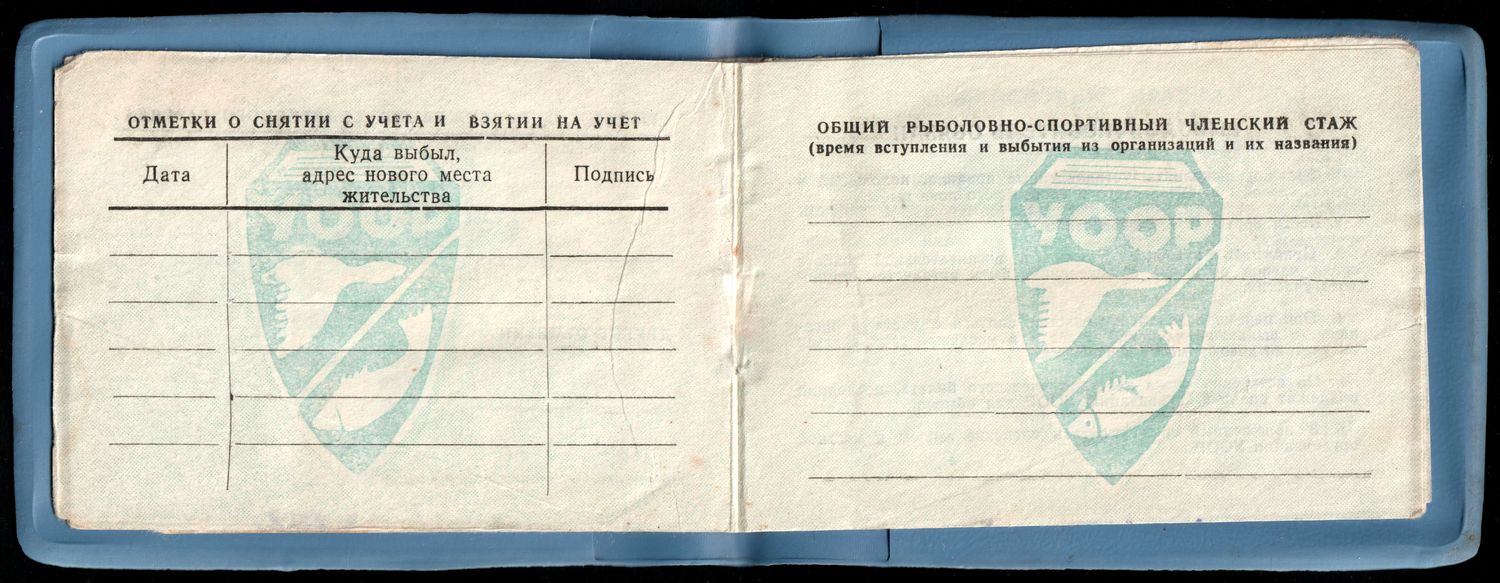 ОТМЕТКИ О СНЯТИИ С УЧЕТА И ВЗЯТИИ НА УЧЕТ
Дата
Куда выбыл,
адрес нового места
жительства
Подпись
УООР
ОБЩИЙ РЫБОЛОВНО-СПОРТИВНЫЙ ЧЛЕНСКИЙ СТАЖ
(время вступления и выбытия из организаций и их названия)
УООР